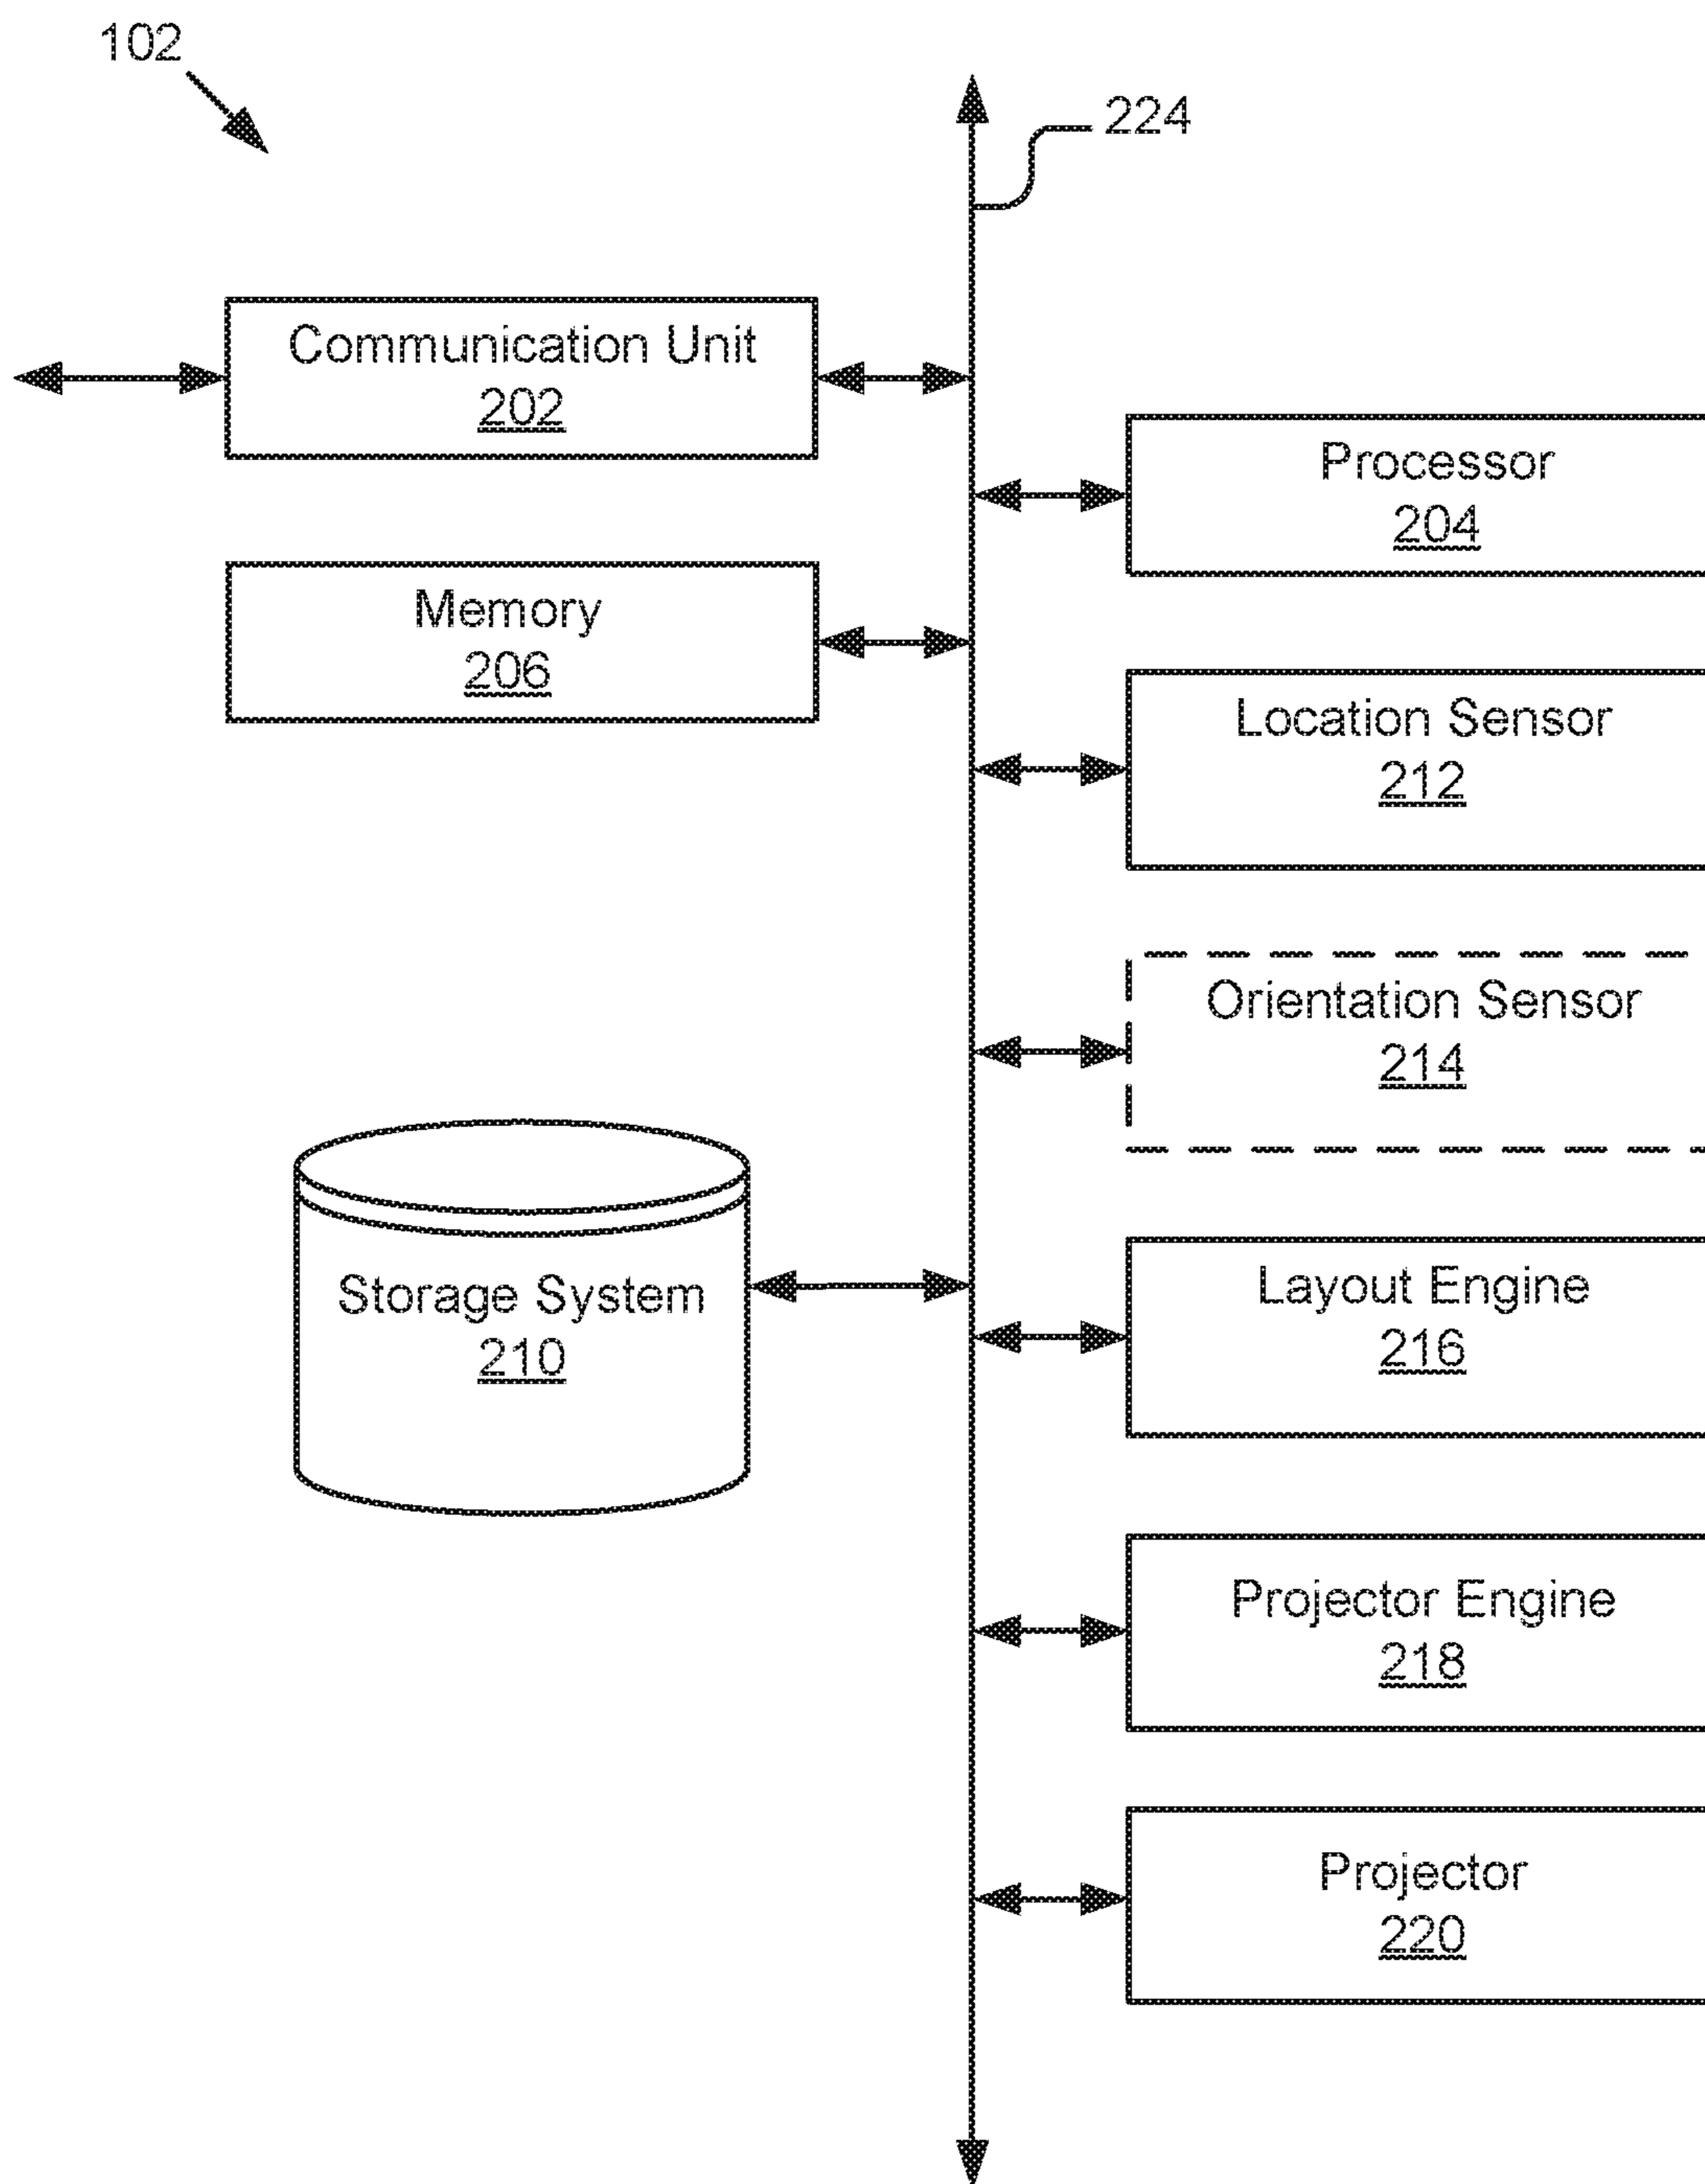 102
224
Communication Unit
202
Processor
204
Memory
206
Location Sensor
212
Orientation Sensor
214
Storage System
210
Layout Engine
216
Projector Engine
218
Projector
220